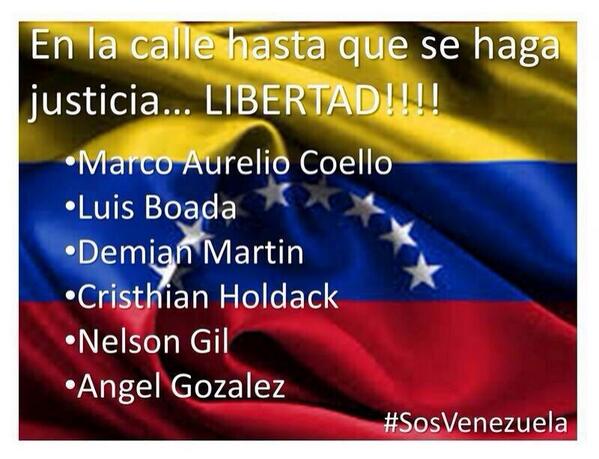 En la calle hasta que se haga
justicia... LIBERTAD!!!!
•Marco Aurelio Coello
•Luis Boada
•Demian Martin
•Cristhian Holdack
•Nelson Gil
•Angel Gozalez
#SosVenezuela